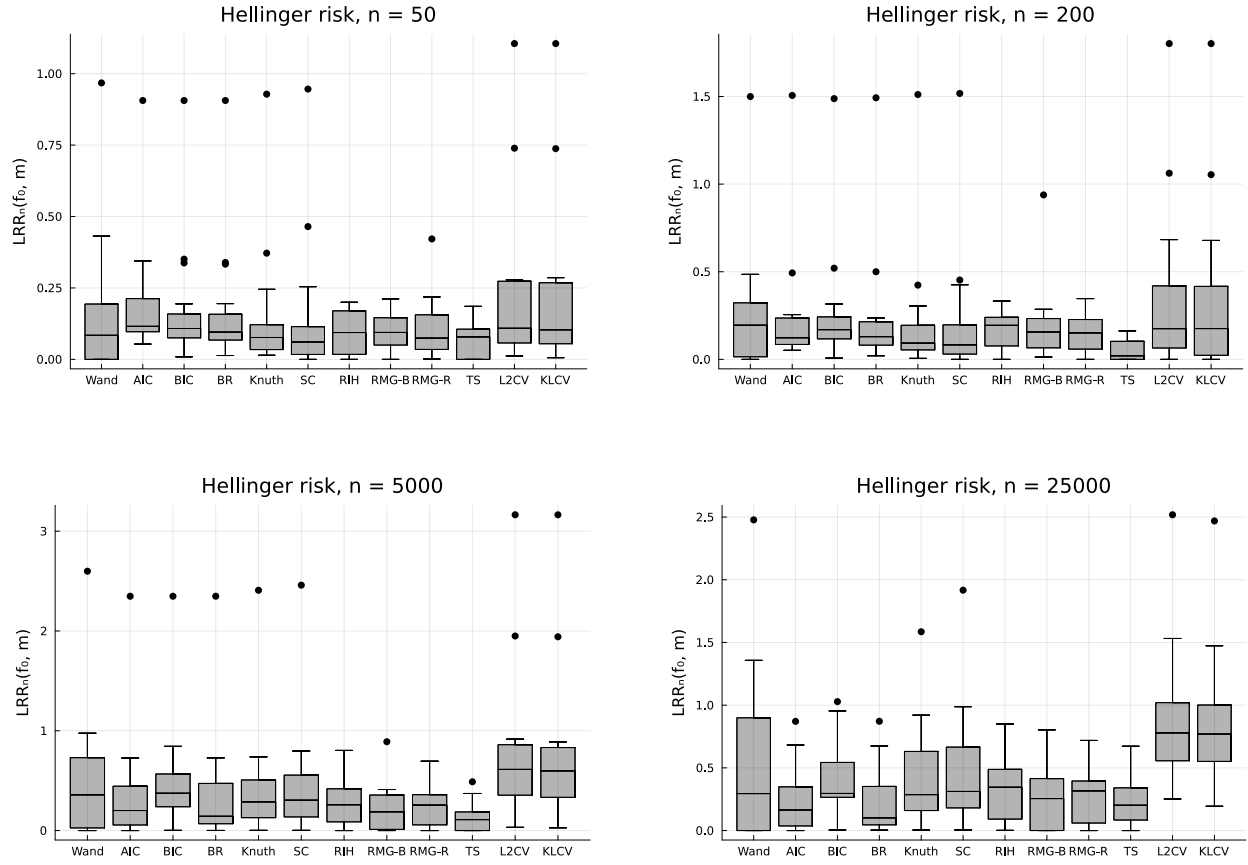 Hellinger risk, n = 50
LRRₙ(f₀, m)
1.00
0.75
0.50
0.25
0.00
Wand AIC BIC BR Knuth SC RIH RMG-B RMG-R TS L2CV KLCV
Hellinger risk, n = 200
LRRₙ(f₀, m)
1.5
1.0
0.5
0.0
Wand AIC BIC BR Knuth SC RIH RMG-B RMG-R TS L2CV KLCV
Hellinger risk, n = 5000
LRRₙ(f₀, m)
3
2
1
0
Wand AIC BIC BR Knuth SC RIH RMG-B RMG-R TS L2CV KLCV
Hellinger risk, n = 25000
LRRₙ(f₀, m)
2.5
2.0
1.5
1.0
0.5
0.0
Wand AIC BIC BR Knuth SC RIH RMG-B RMG-R TS L2CV KLCV